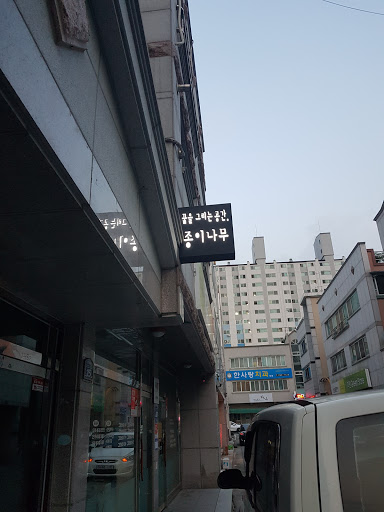 꿈을 그리는 공간,
종이나무
한사랑치과